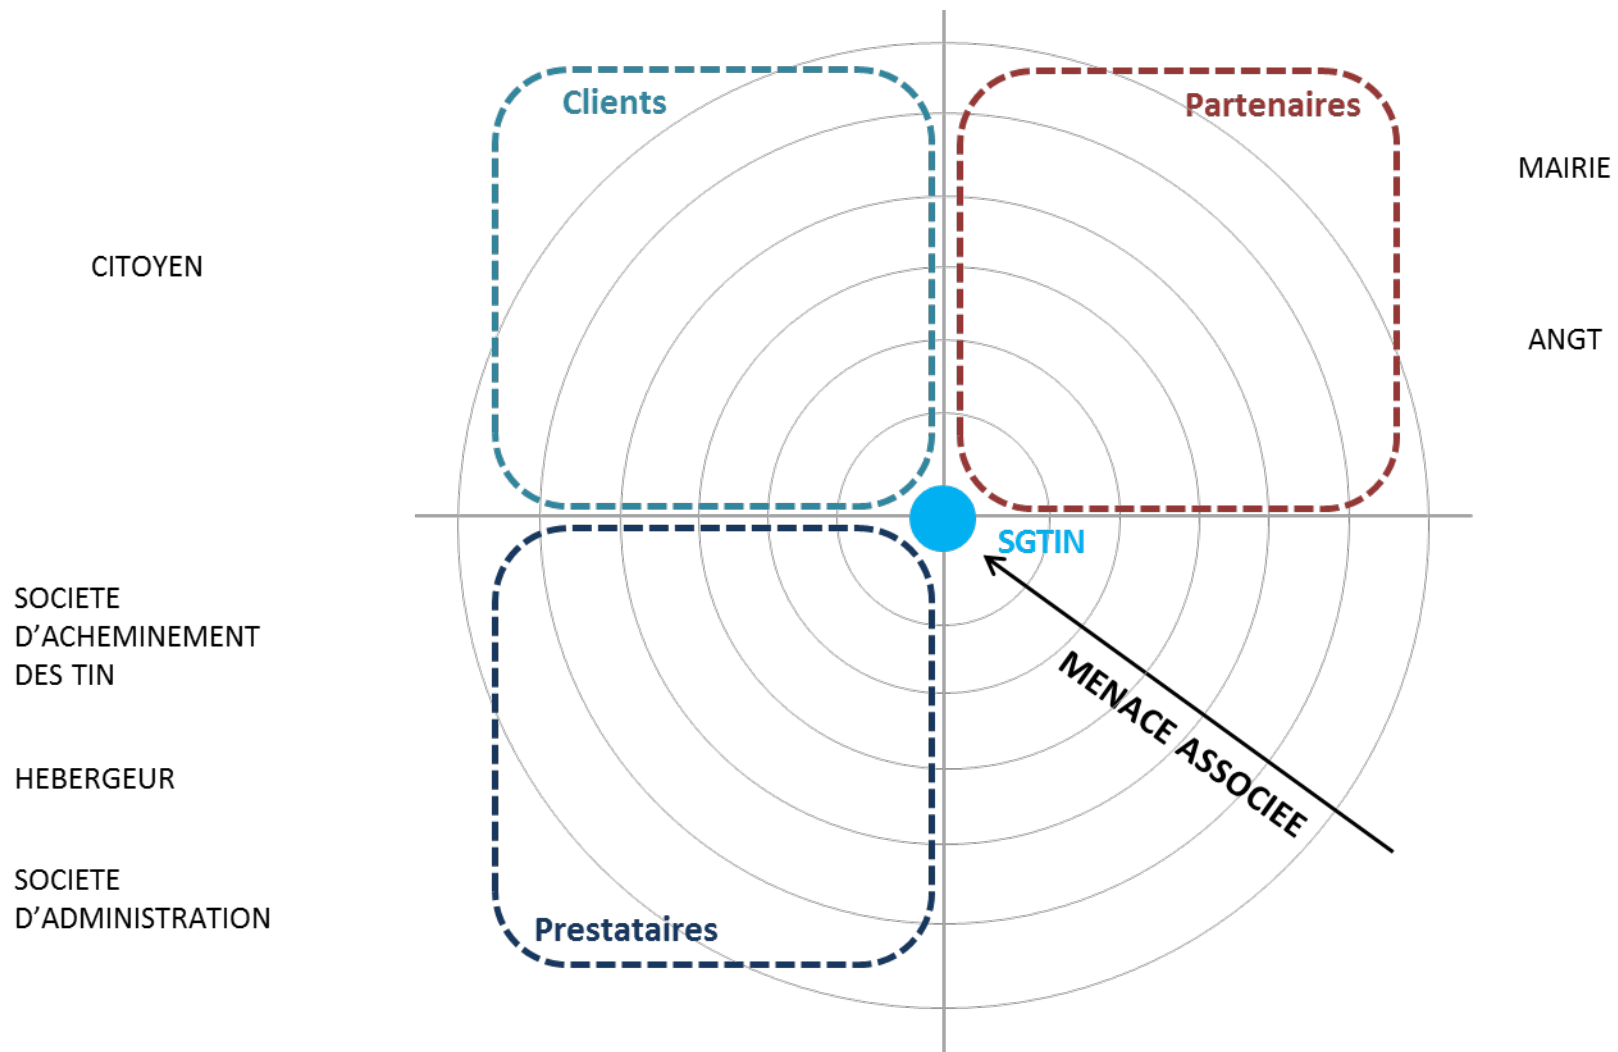 Clients
Partenaires
MAIRIE
CITOYEN
ANGT
SGTIN
SOCIETE
D’ACHEMINEMENT
DES TIN
MENACE ASSOCIEE
HEBERGEUR
SOCIETE
D’ADMINISTRATION
Prestataires